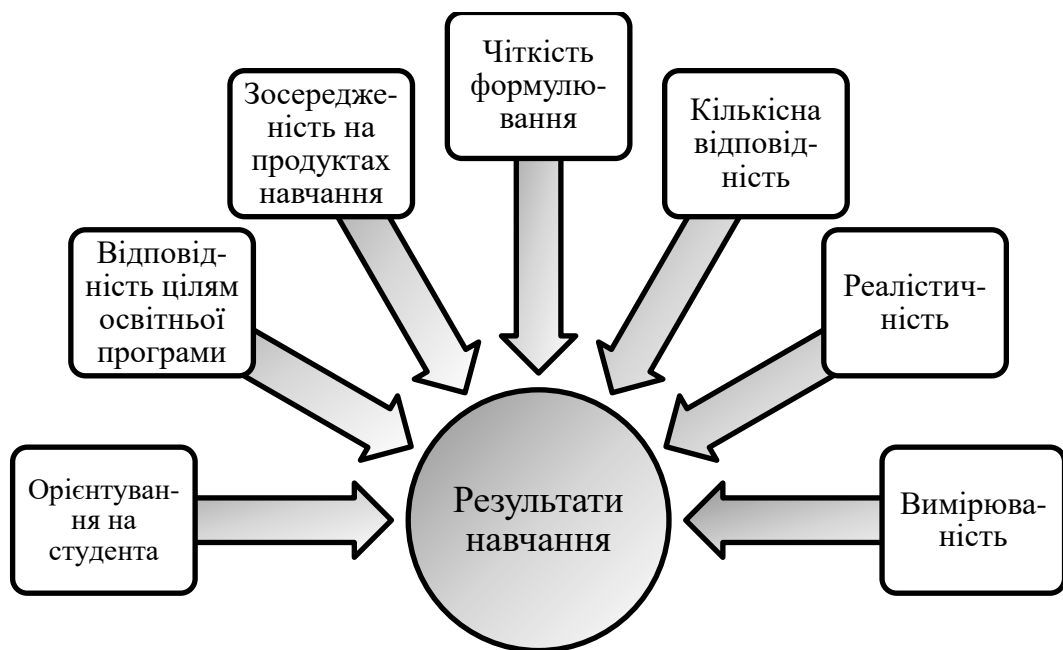 Орієнтуван-
ня на
студента
Відповід-
ність цілям
освітньої
програми
Зосередже-
ність на
продуктах
навчання
Чіткість
формулю-
вання
Кількісна
відповід-
ність
Реалістич-
ність
Вимірюва-
ність
Результати
навчання